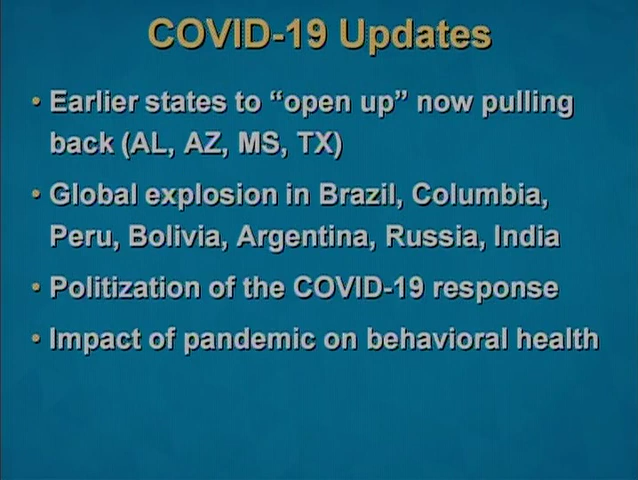 COVID-19 Updates
• Earlier states to “open up” now pulling
back (AL, AZ, MS, TX)
• Global explosion in Brazil, Columbia,
Peru, Bolivia, Argentina, Russia, India
• Politization of the COVID-19 response
• Impact of pandemic on behavioral health